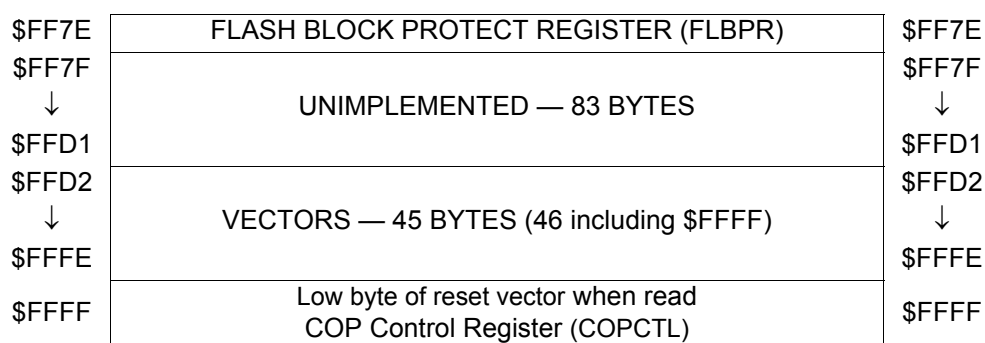 $FF7E FLASH BLOCK PROTECT REGISTER (FLBPR) $FF7E
$FF7F $FF7F
↓ UNIMPLEMENTED — 83 BYTES ↓
$FFD1 $FFD1
$FFD2 $FFD2
↓ VECTORS — 45 BYTES (46 including $FFFF) ↓
$FFFE $FFFE
$FFFF Low byte of reset vector when read $FFFF
COP Control Register (COPCTL)